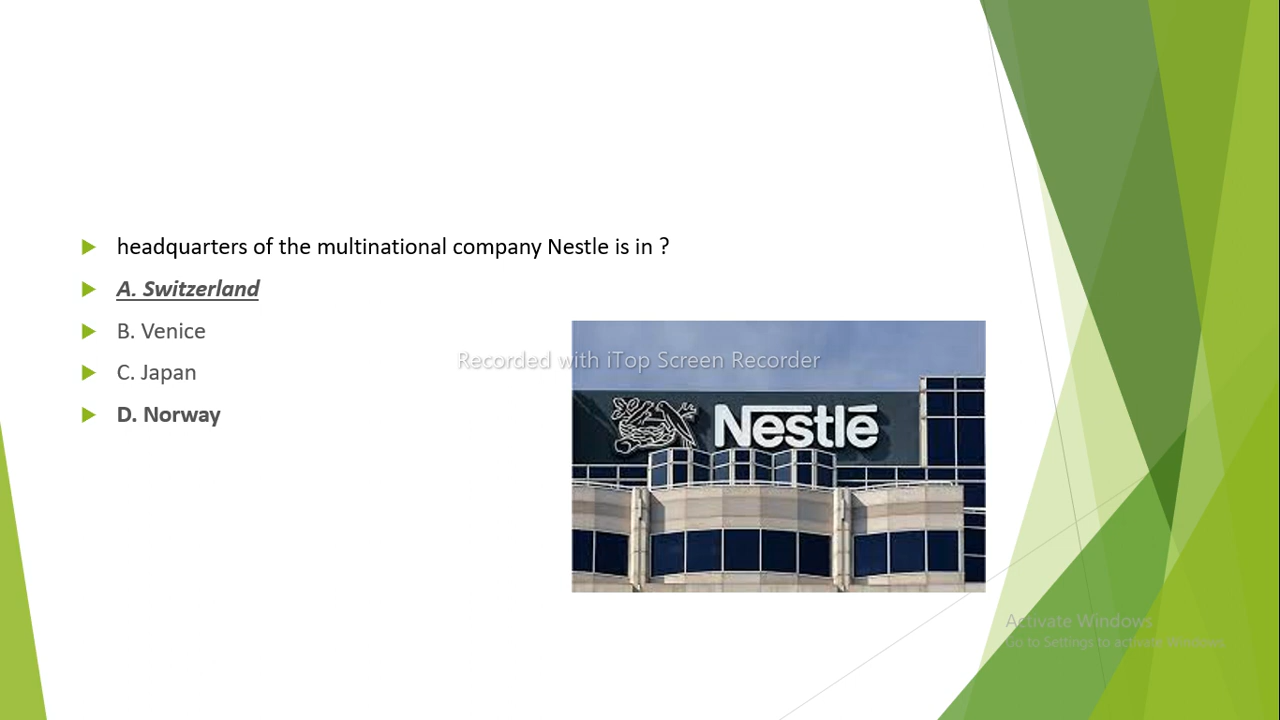 headquarters of the multinational company Nestle is in ?
A. Switzerland
B. Venice
Recorded with iTop Screen Recorder
C. Japan
D. Norway
Nestlé
Activate Windows
Go to Settings to activate Windows.